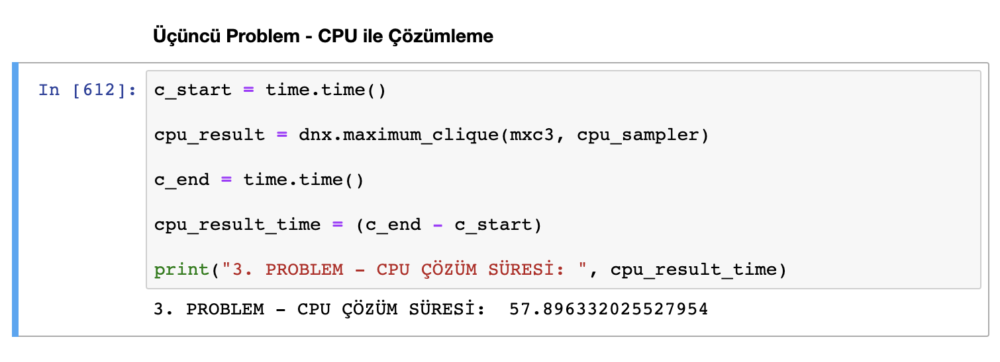 Üçüncü Problem - CPU ile Çözümleme
In [612]: c_start = time.time()
cpu_result = dnx.maximum_clique(mxc3, cpu_sampler)
c_end = time.time()
cpu_result_time = (c_end - c_start)
print("3. PROBLEM - CPU ÇÖZÜM SÜRESİ: ", cpu_result_time)
3. PROBLEM - CPU ÇÖZÜM SÜRESİ:  57.896332025527954